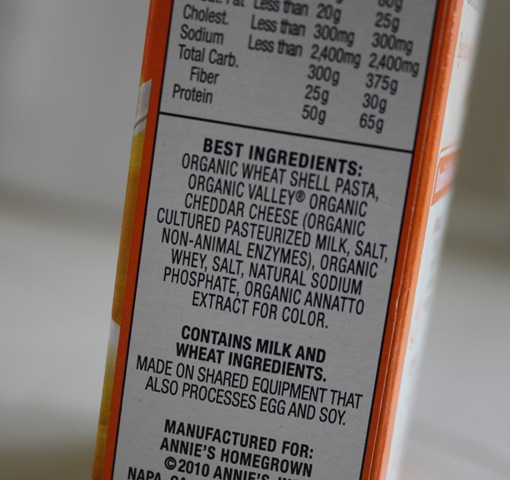 Sat. Fat Less than 20g 25g
Cholest. Less than 300mg 300mg
Sodium Less than 2,400mg 2,400mg
Total Carb. 300g 375g
Fiber 25g 30g
Protein 50g 65g
BEST INGREDIENTS:
ORGANIC WHEAT SHELL PASTA,
ORGANIC VALLEY® ORGANIC
CHEDDAR CHEESE (ORGANIC
CULTURED PASTEURIZED MILK, SALT,
NON-ANIMAL ENZYMES), ORGANIC
WHEY, SALT, NATURAL SODIUM
PHOSPHATE, ORGANIC ANNATTO
EXTRACT FOR COLOR.
CONTAINS MILK AND
WHEAT INGREDIENTS.
MADE ON SHARED EQUIPMENT THAT
ALSO PROCESSES EGG AND SOY.
MANUFACTURED FOR:
ANNIE'S HOMEGROWN
©2010 ANNIE'S,
NAPA,